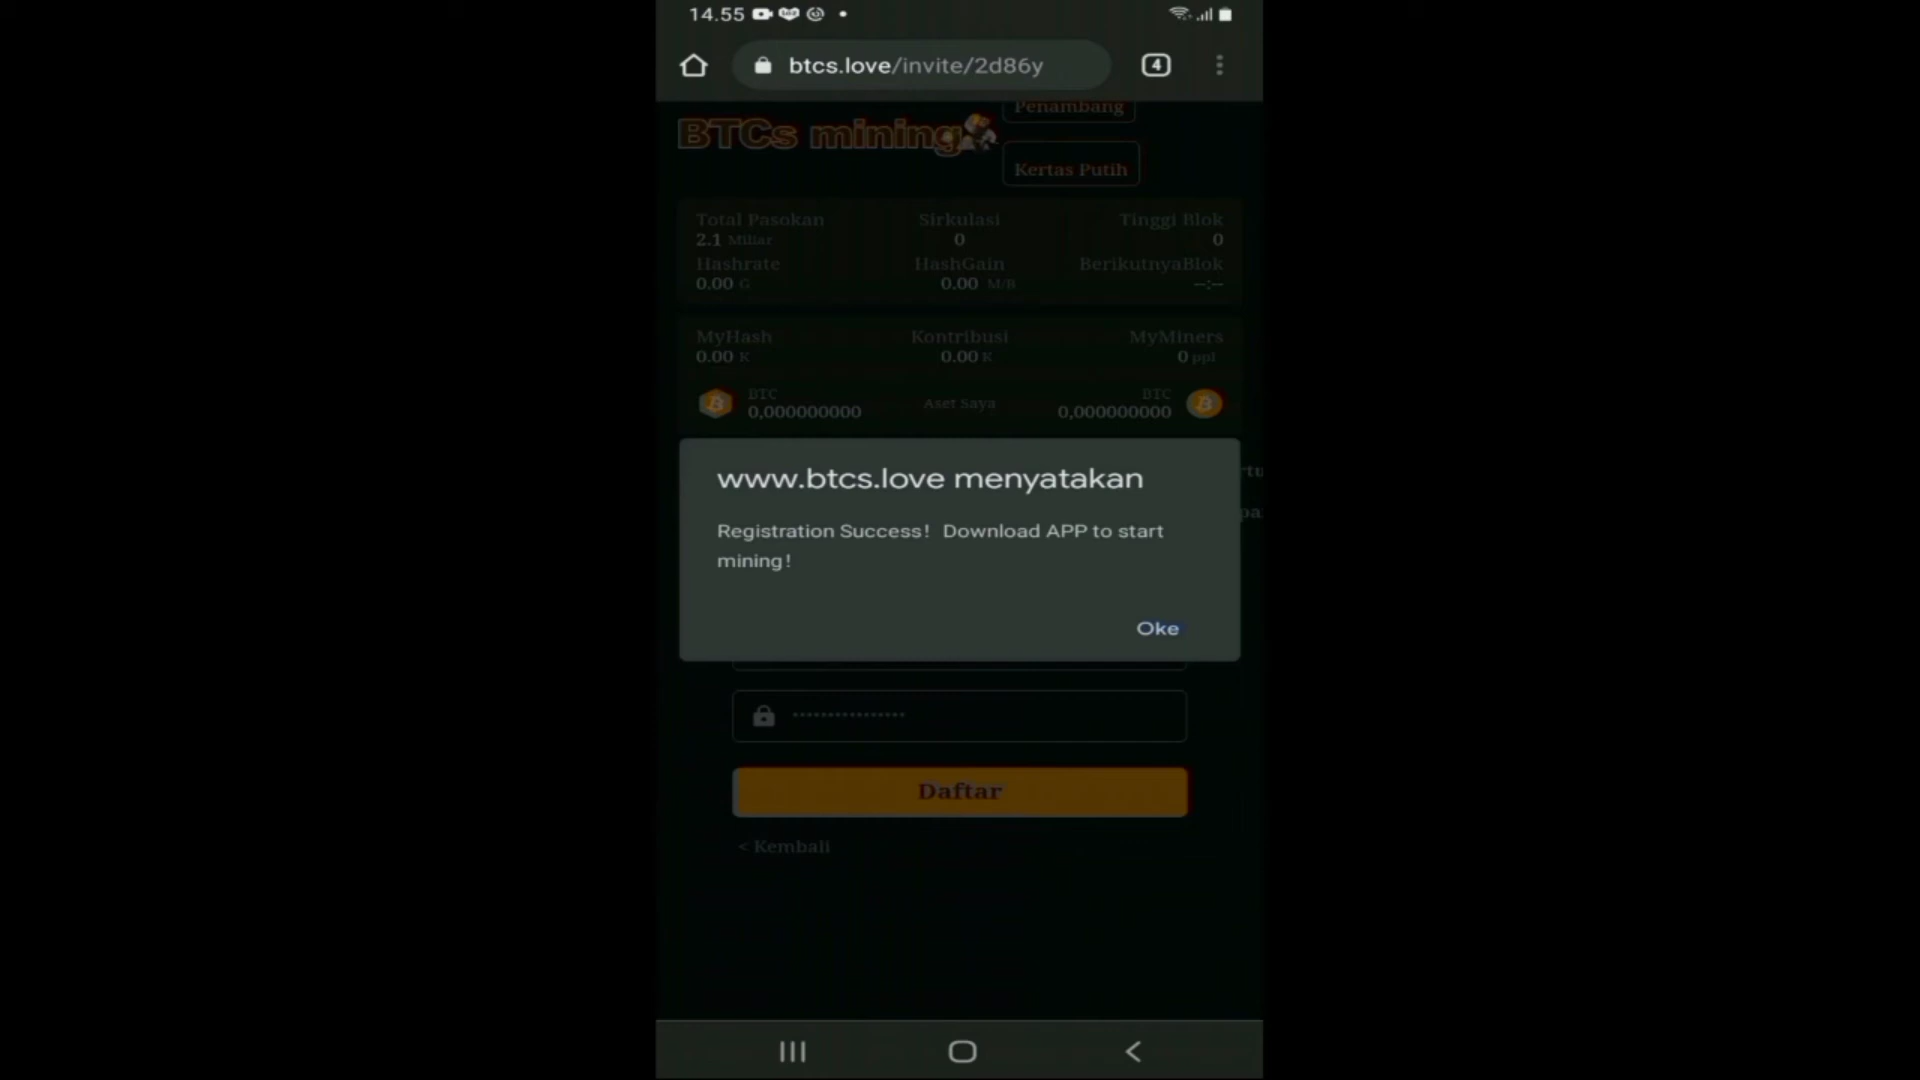 14.55
btcs.love/invite/2d86y
4
Penambang
BTCs mining
Kertas Putih
Total Pasokan Sirkulasi Tinggi Blok
2.1 Miliar 0 0
Hashrate HashGain BerikutnyaBlok
0.00 G 0.00 M/B --:--
MyHash Kontribusi MyMiners
0.00 K 0.00 K 0 ppl
BTC Aset Saya BTC
0,000000000 0,000000000
www.btcs.love menyatakan
Registration Success! Download APP to start
mining!
Oke
••••••••••••••••
Daftar
< Kembali